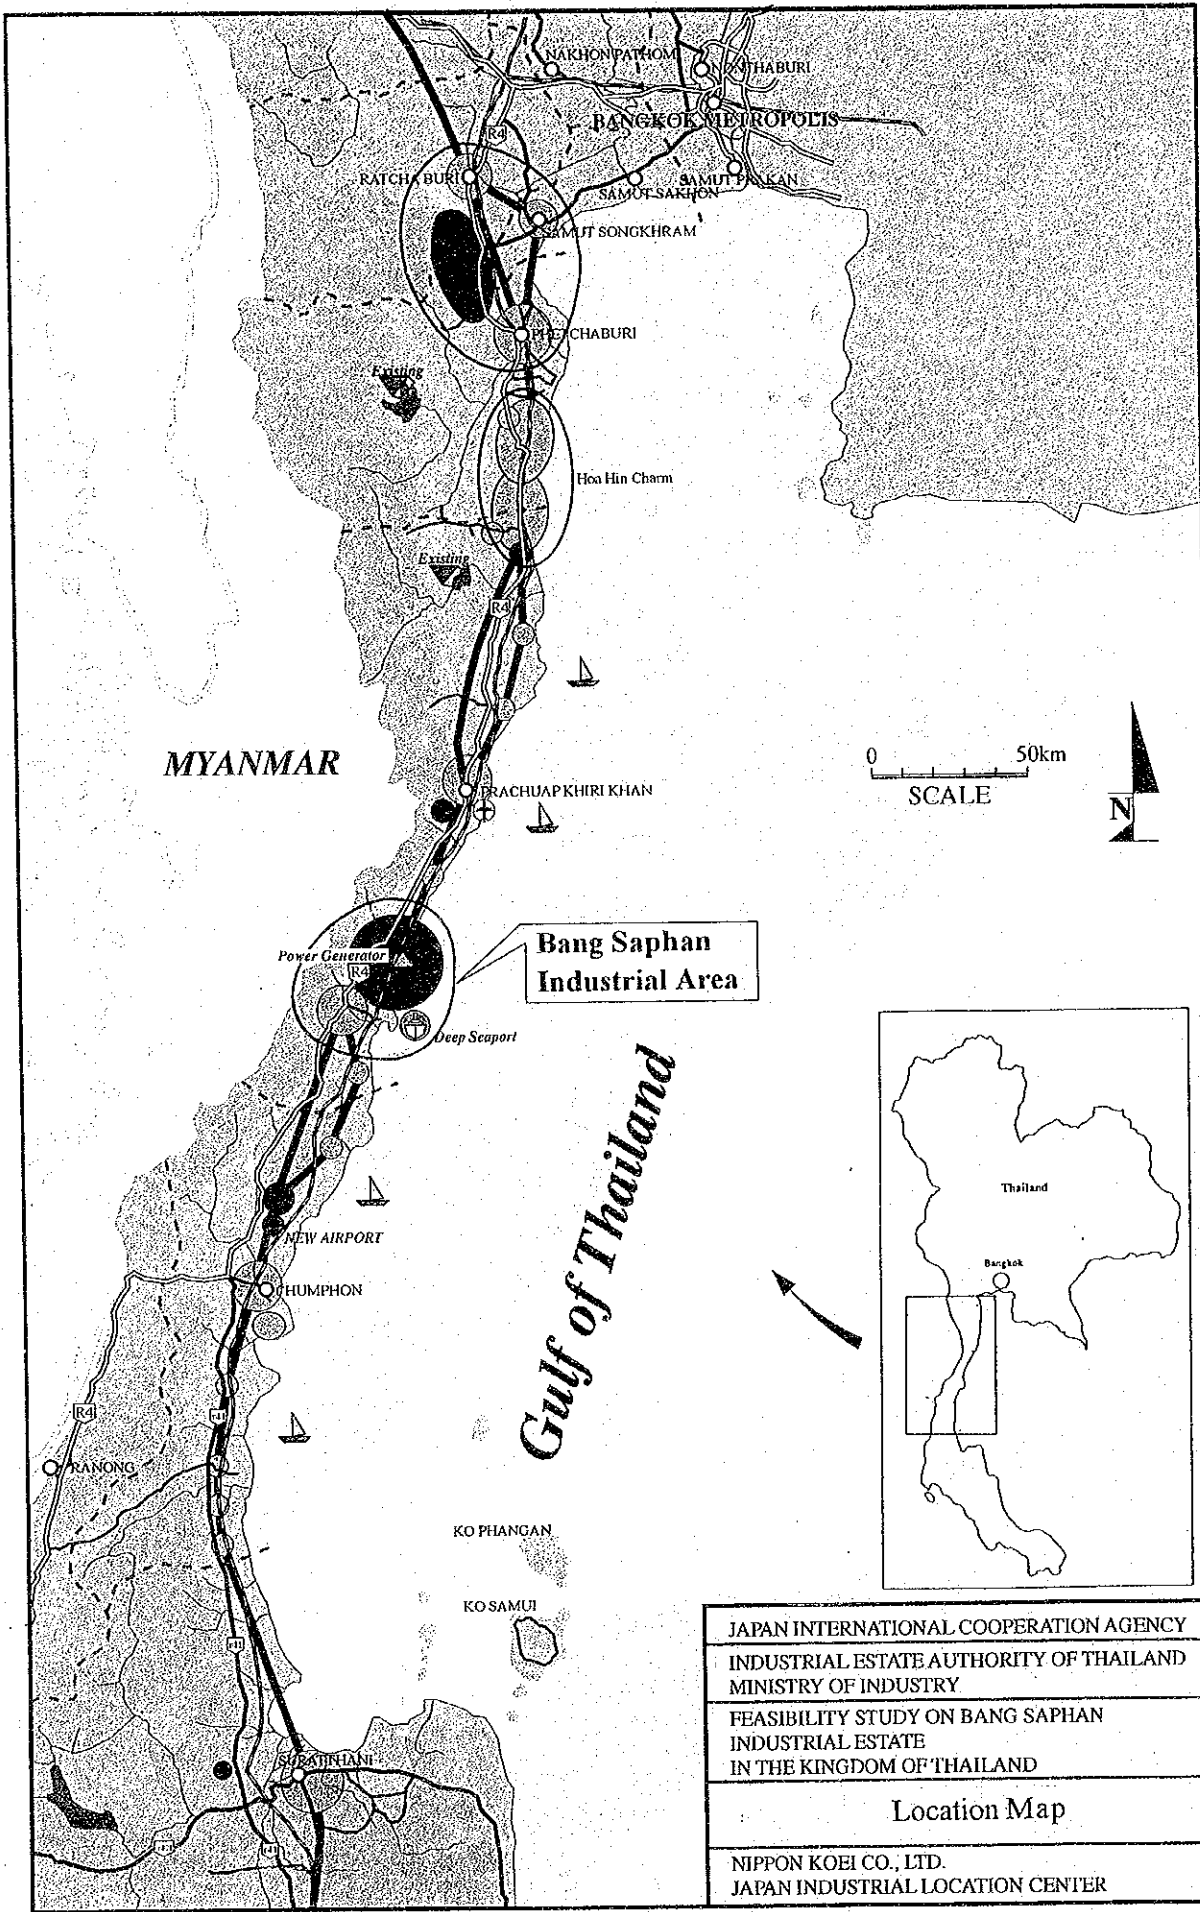 NAKHON PATHOM
NONTHABURI
BANGKOK METROPOLIS
R4
RATCHA BURI
SAMUT PRAKAN
SAMUT SAKHON
SAMUT SONGKHRAM
PHETCHABURI
Existing
Hoa Hin Charm
Existing
R4
MYANMAR
0 50km
SCALE
N
PRACHUAP KHIRI KHAN
Bang Saphan
Industrial Area
Power Generator
R4
Deep Seaport
Gulf of Thailand
Thailand
Bangkok
NEW AIRPORT
CHUMPHON
R4
r41
RANONG
KO PHANGAN
KO SAMUI
r41
SURATTHANI
r41
JAPAN INTERNATIONAL COOPERATION AGENCY
INDUSTRIAL ESTATE AUTHORITY OF THAILAND
MINISTRY OF INDUSTRY
FEASIBILITY STUDY ON BANG SAPHAN
INDUSTRIAL ESTATE
IN THE KINGDOM OF THAILAND
Location Map
NIPPON KOEI CO., LTD.
JAPAN INDUSTRIAL LOCATION CENTER